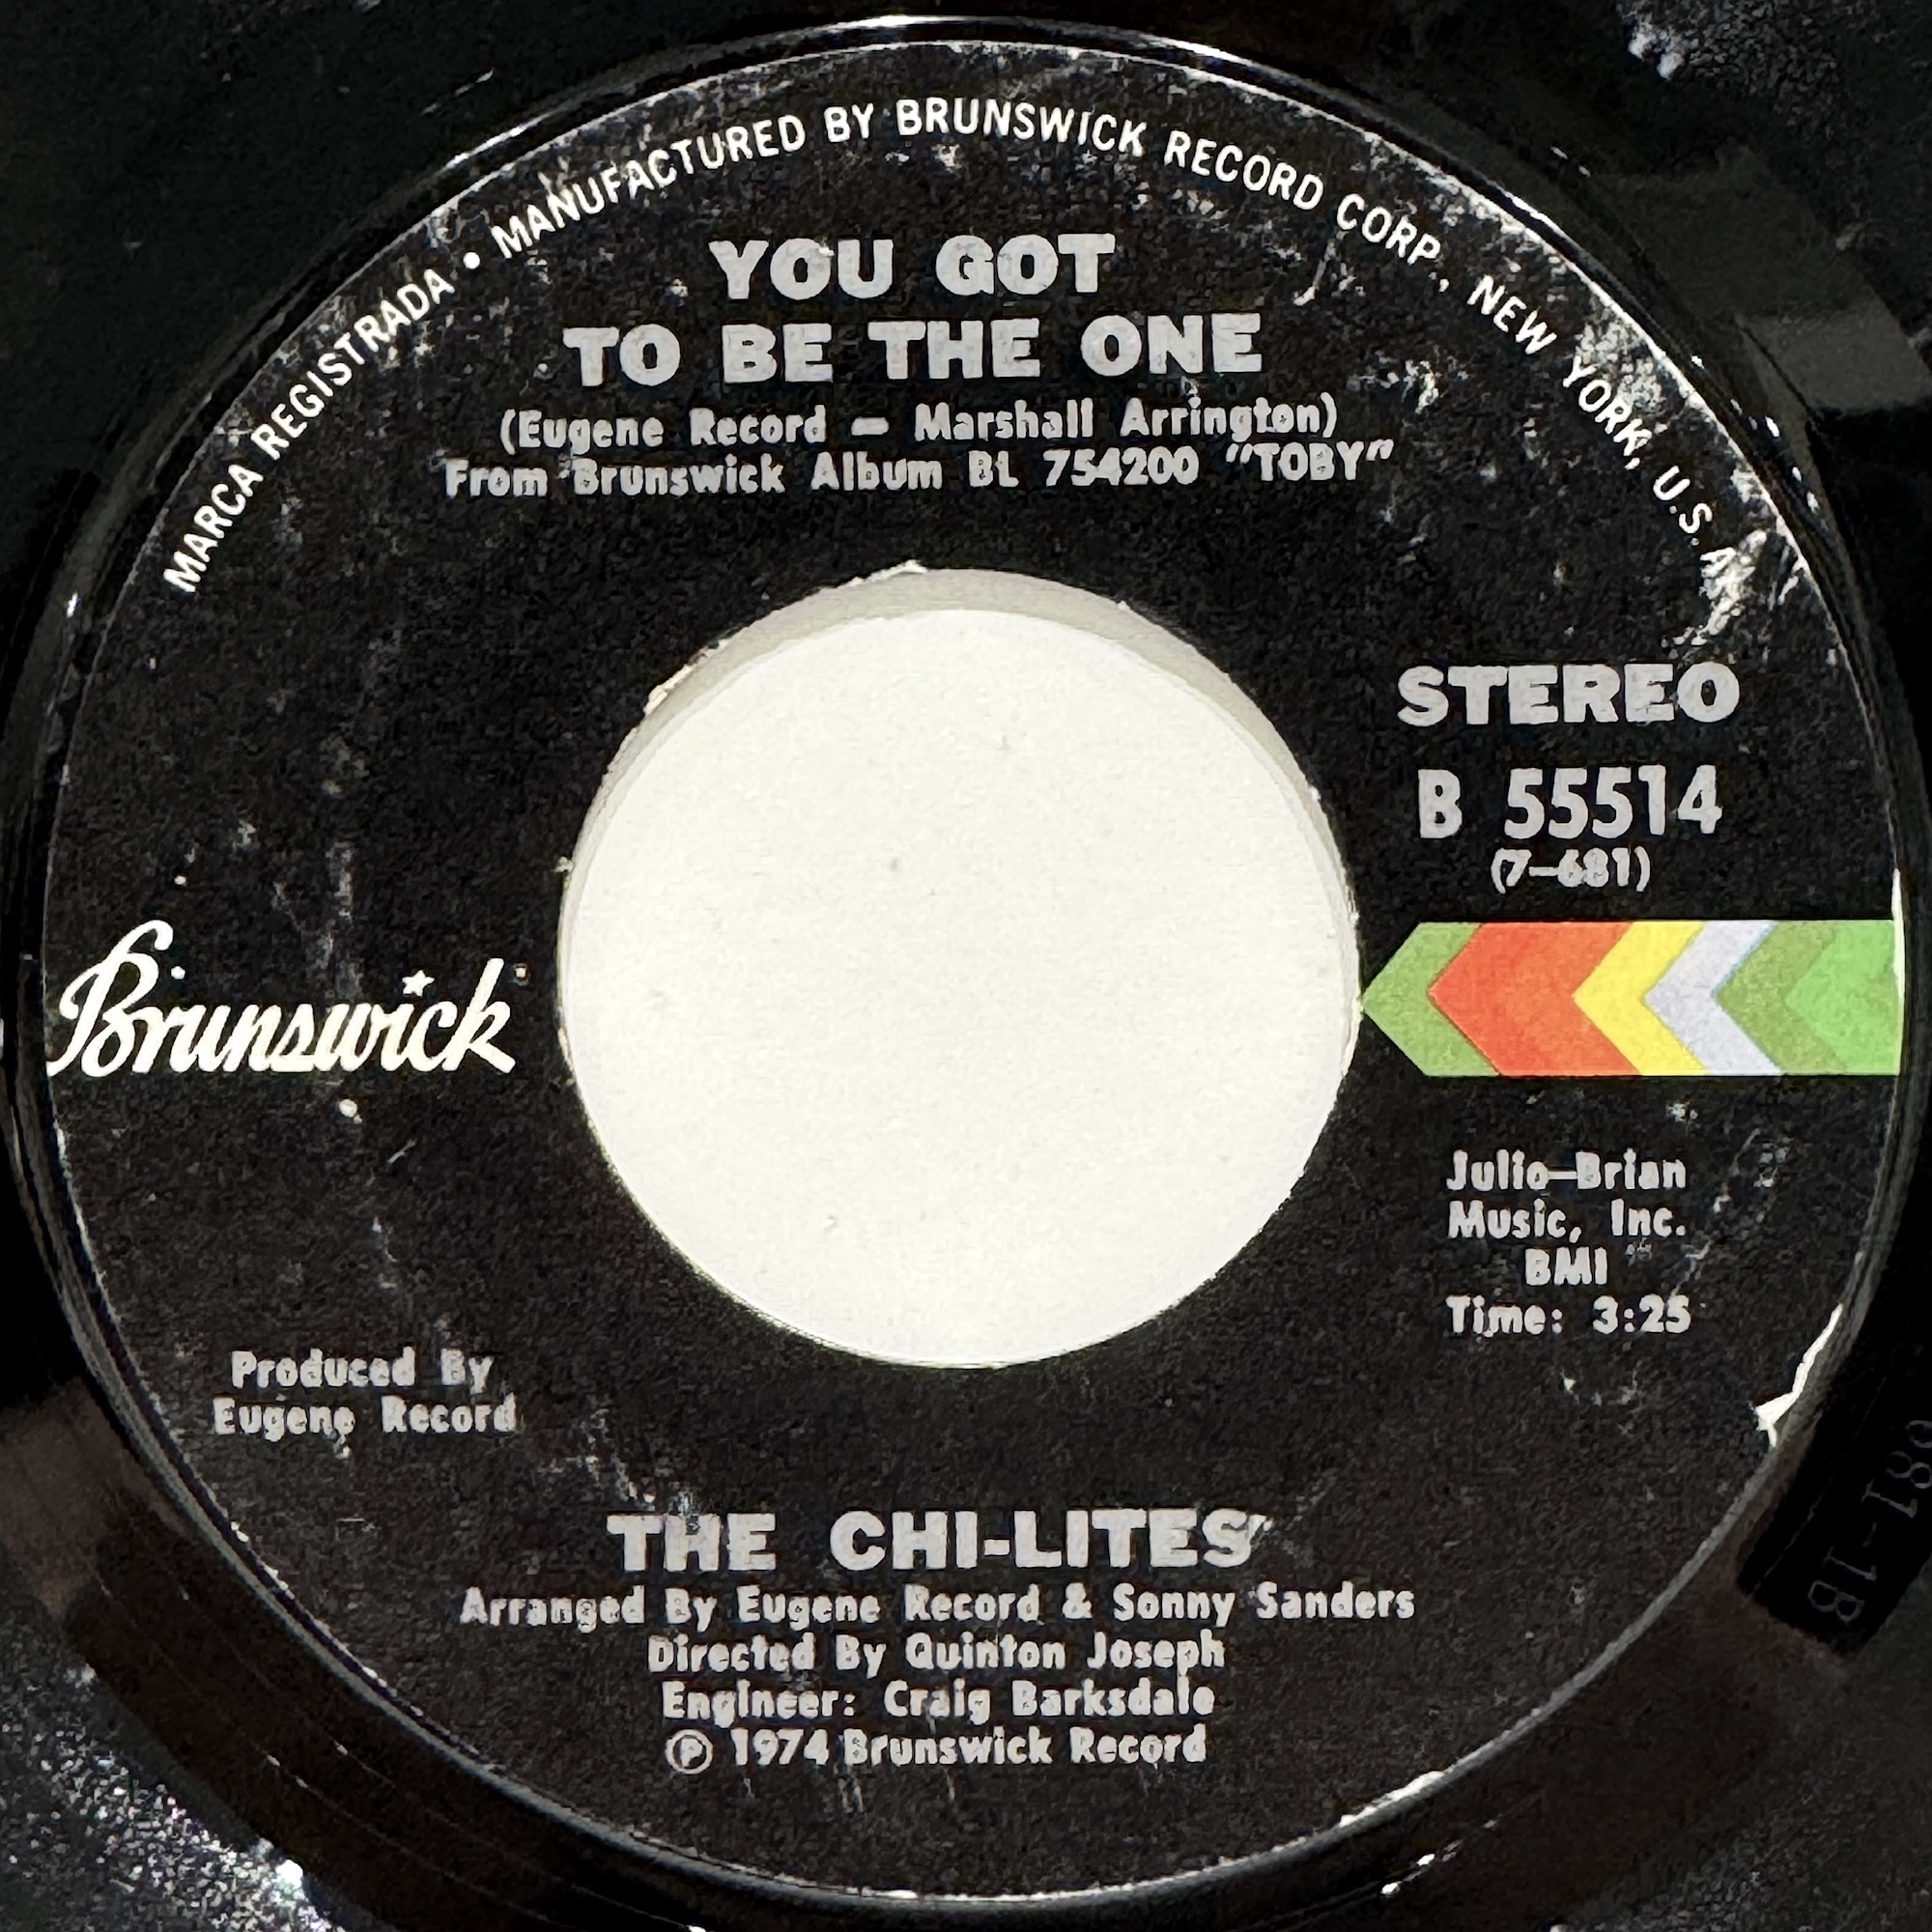 MARCA REGISTRADA • MANUFACTURED BY BRUNSWICK RECORD CORP., NEW YORK, U.S.A.
YOU GOT
TO BE THE ONE
(Eugene Record – Marshall Arrington)
From Brunswick Album BL 754200 "TOBY"
STEREO
B 55514
(7–681)
Brunswick
Julio–Brian
Music, Inc.
BMI
Time: 3:25
Produced By
Eugene Record
THE CHI-LITES
Arranged By Eugene Record & Sonny Sanders
Directed By Quinton Joseph
Engineer: Craig Barksdale
Ⓟ 1974 Brunswick Record